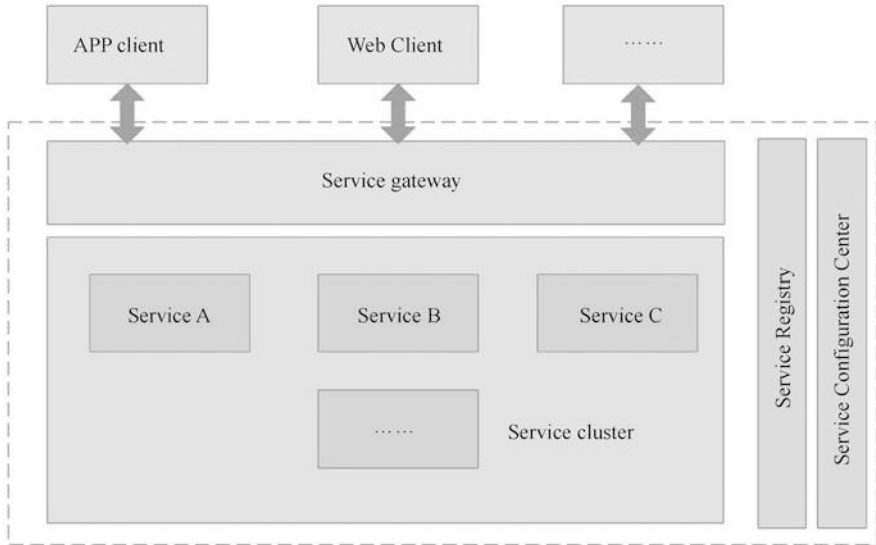 APP client
Web Client
……
Service gateway
Service A
Service B
Service C
……
Service cluster
Service Registry
Service Configuration Center